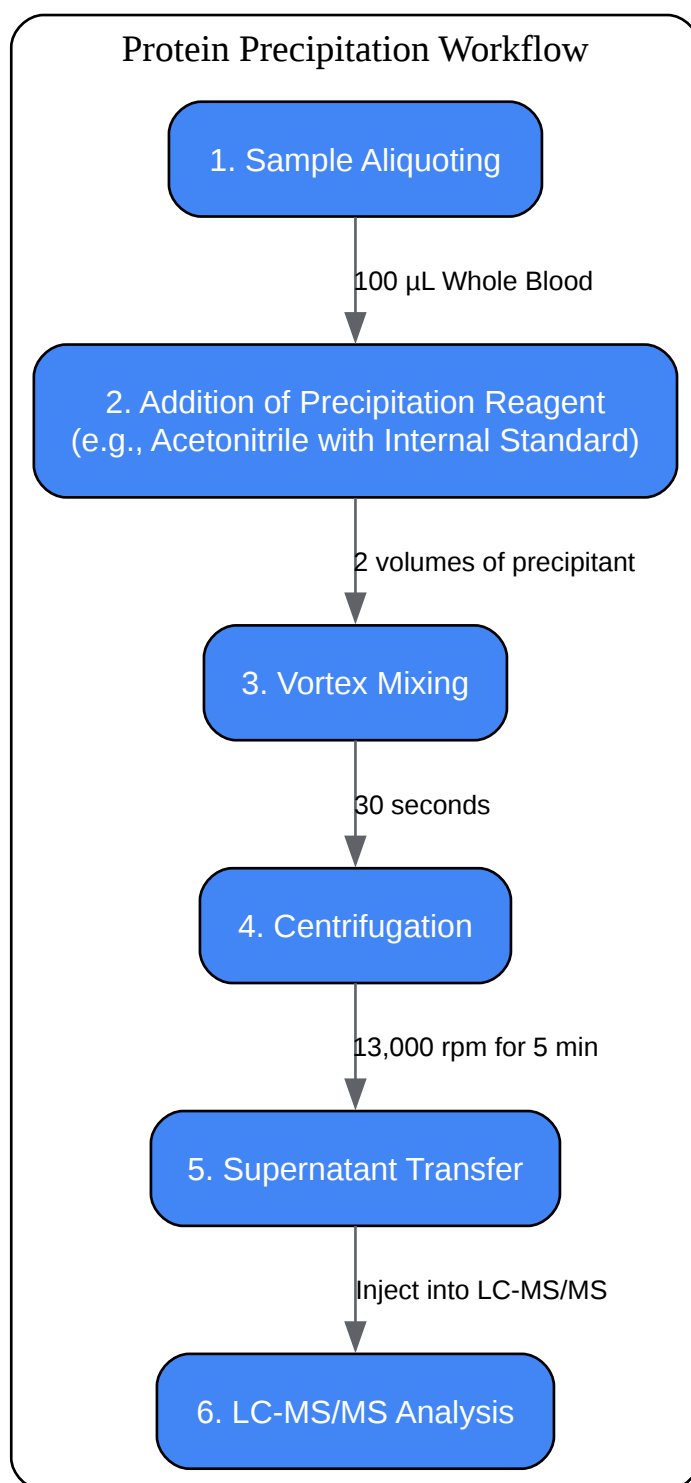 Protein Precipitation Workflow
1. Sample Aliquoting
100 µL Whole Blood
2. Addition of Precipitation Reagent
(e.g., Acetonitrile with Internal Standard)
2 volumes of precipitant
3. Vortex Mixing
30 seconds
4. Centrifugation
13,000 rpm for 5 min
5. Supernatant Transfer
Inject into LC-MS/MS
6. LC-MS/MS Analysis